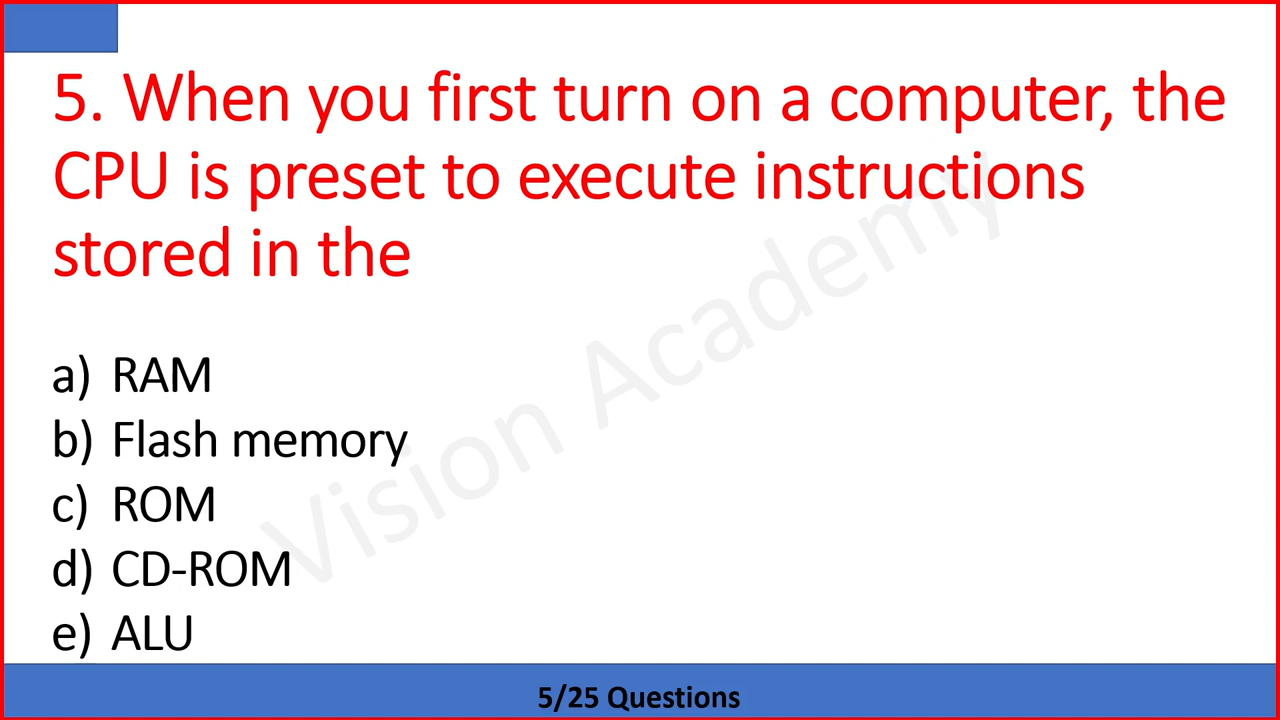 5. When you first turn on a computer, the
CPU is preset to execute instructions
stored in the
a) RAM
b) Flash memory
c) ROM
d) CD-ROM
e) ALU
Vision Academy
5/25 Questions